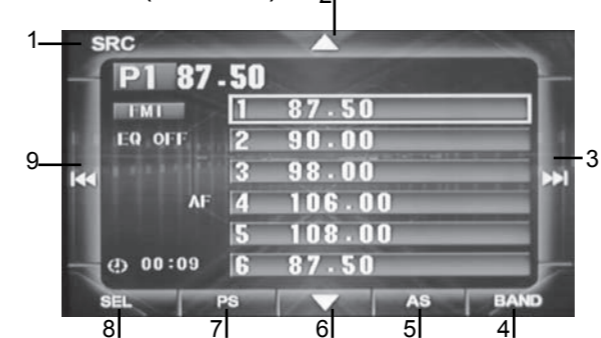 2
1 SRC
P1 87.50
FM1
EQ OFF
AF
00:09
1 87.50
2 90.00
3 98.00
4 106.00
5 108.00
6 87.50
9
3
SEL PS AS BAND
8 7 6 5 4